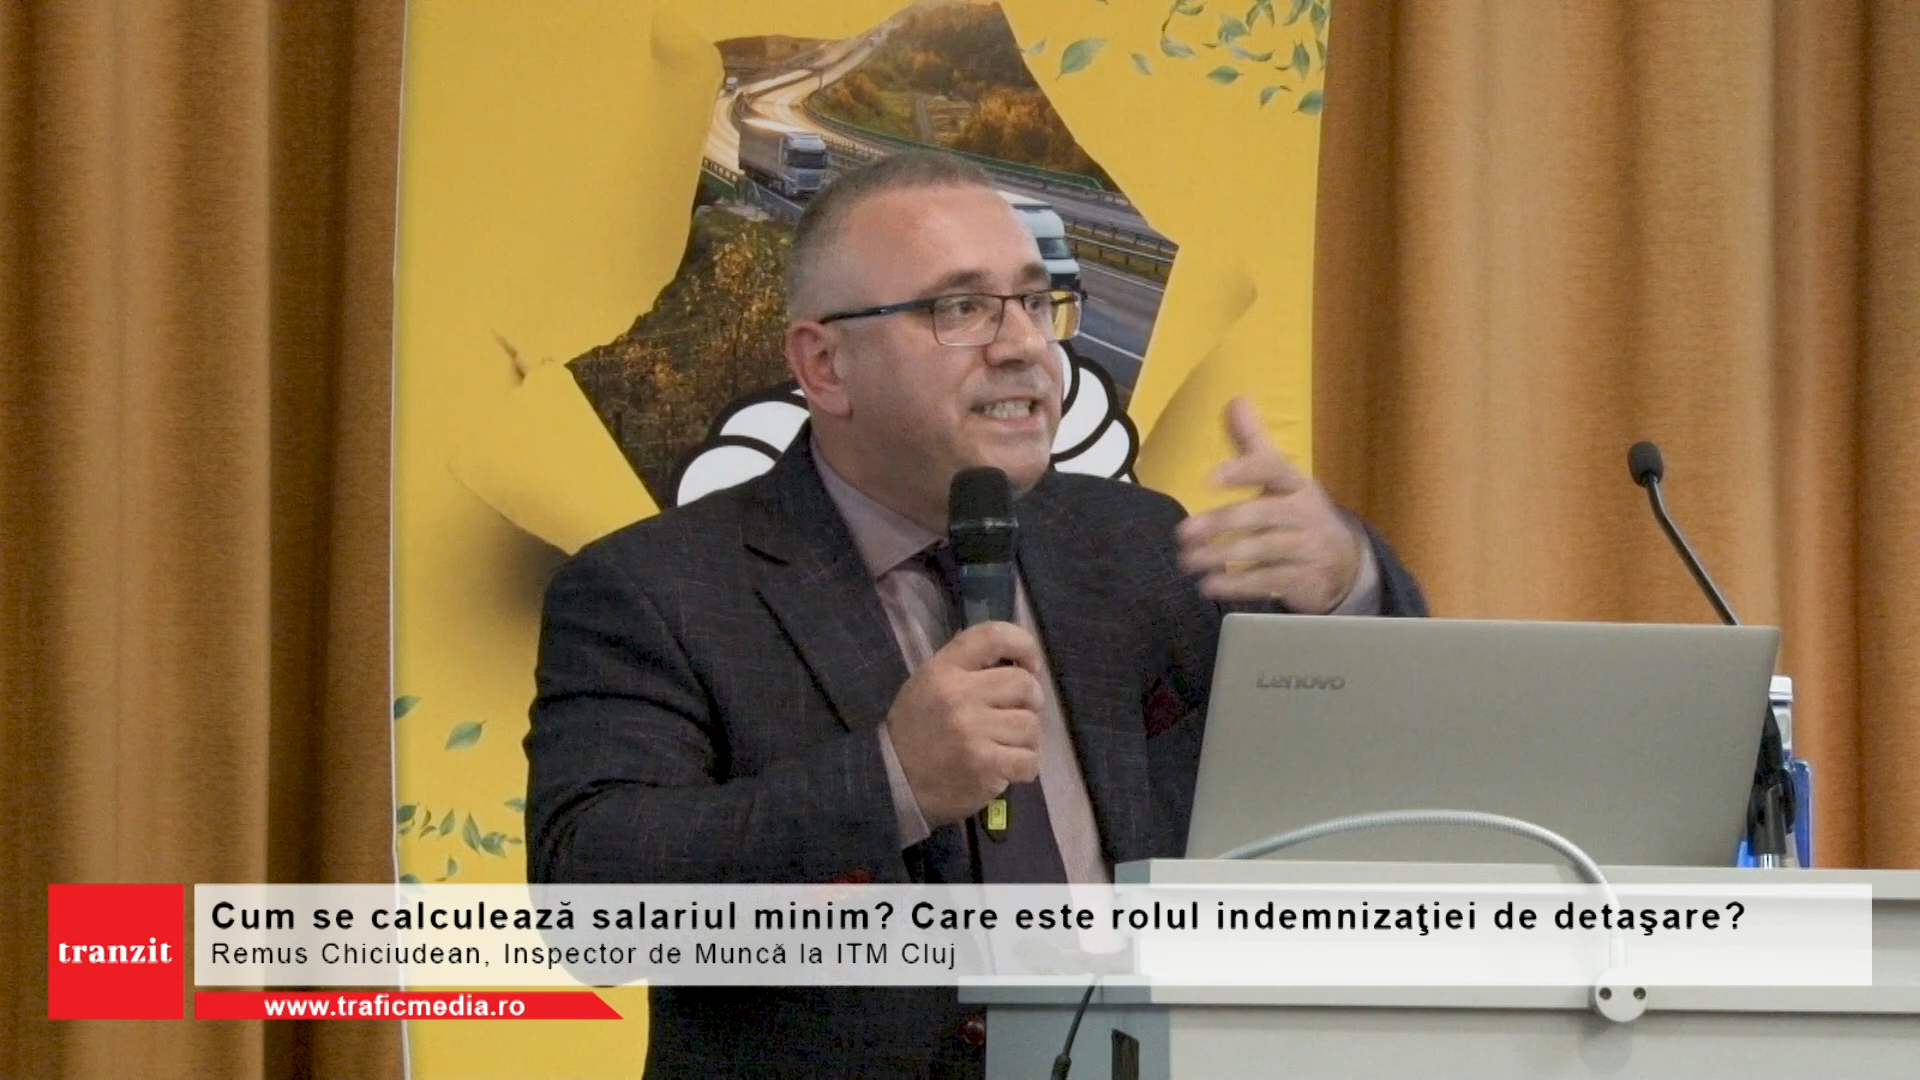 Lenovo
Cum se calculează salariul minim? Care este rolul indemnizaţiei de detaşare?
tranzit
Remus Chiciudean, Inspector de Muncă la ITM Cluj
www.traficmedia.ro